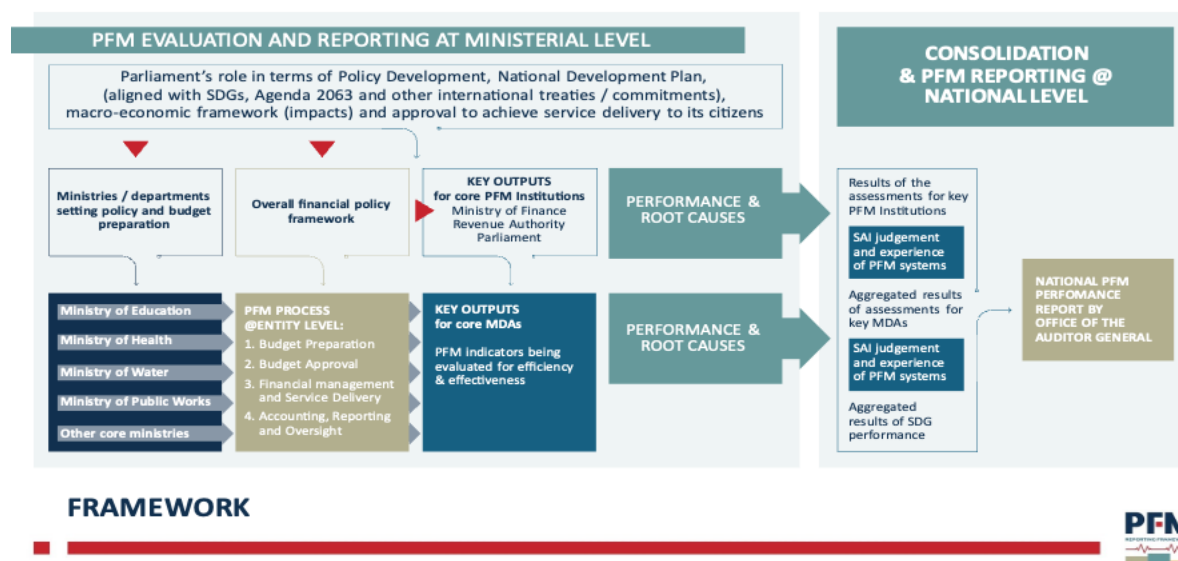 PFM EVALUATION AND REPORTING AT MINISTERIAL LEVEL
Parliament's role in terms of Policy Development, National Development Plan,
(aligned with SDGs, Agenda 2063 and other international treaties / commitments),
macro-economic framework (impacts) and approval to achieve service delivery to its citizens
Ministries / departments
setting policy and budget
preparation
Overall financial policy
framework
KEY OUTPUTS
for core PFM Institutions
Ministry of Finance
Revenue Authority
Parliament
PERFORMANCE &
ROOT CAUSES
Ministry of Education
Ministry of Health
Ministry of Water
Ministry of Public Works
Other core ministries
PFM PROCESS
@ENTITY LEVEL:
1. Budget Preparation
2. Budget Approval
3. Financial management
and Service Delivery
4. Accounting, Reporting
and Oversight
KEY OUTPUTS
for core MDAs
PFM indicators being
evaluated for efficiency
& effectiveness
PERFORMANCE &
ROOT CAUSES
CONSOLIDATION
& PFM REPORTING @
NATIONAL LEVEL
Results of the
assessments for key
PFM Institutions
SAI judgement
and experience
of PFM systems
Aggregated results
of assessments for
key MDAs
SAI judgement
and experience
of PFM systems
Aggregated
results of SDG
performance
NATIONAL PFM
PERFOMANCE
REPORT BY
OFFICE OF THE
AUDITOR GENERAL
FRAMEWORK
PFM